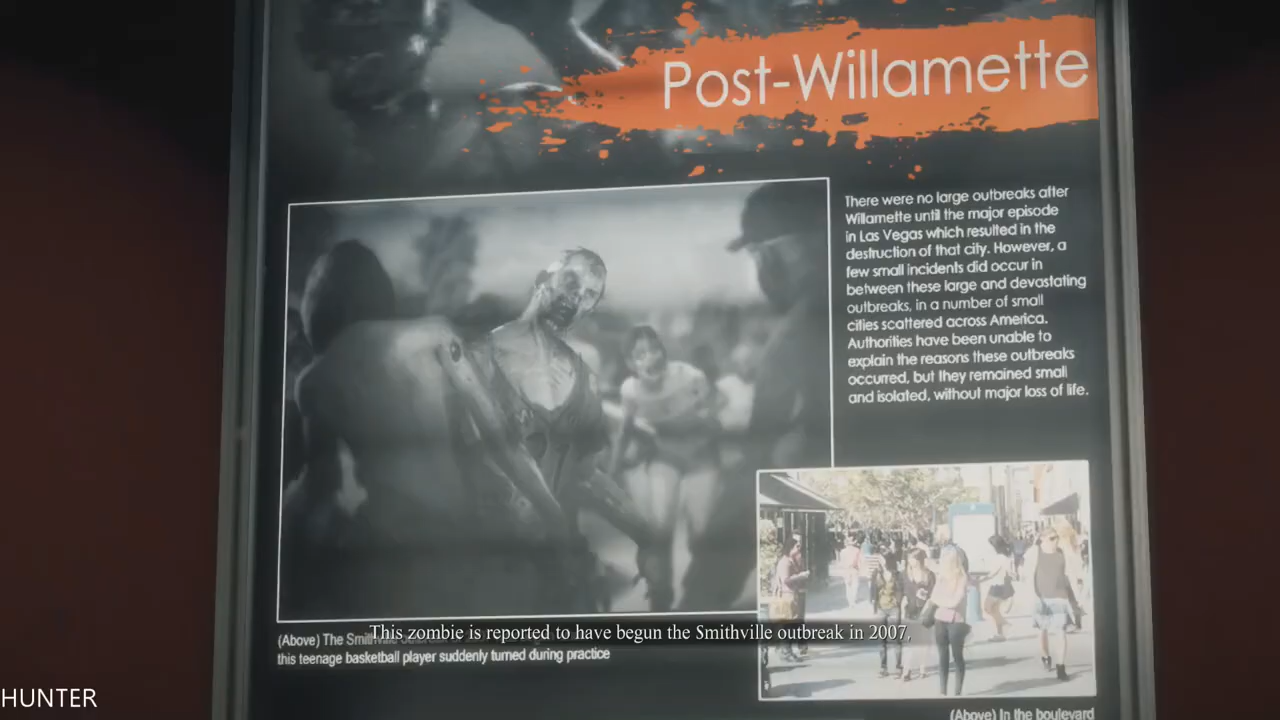 Post-Willamette
There were no large outbreaks after
Willamette until the major episode
in Las Vegas which resulted in the
destruction of that city. However, a
few small incidents did occur in
between these large and devastating
outbreaks, in a number of small
cities scattered across America.
Authorities have been unable to
explain the reasons these outbreaks
occurred, but they remained small
and isolated, without major loss of life.
(Above) The
This zombie is reported to have begun the Smithville outbreak in 2007,
this teenage basketball player suddenly turned during practice
HUNTER
(Above) In the boulevard